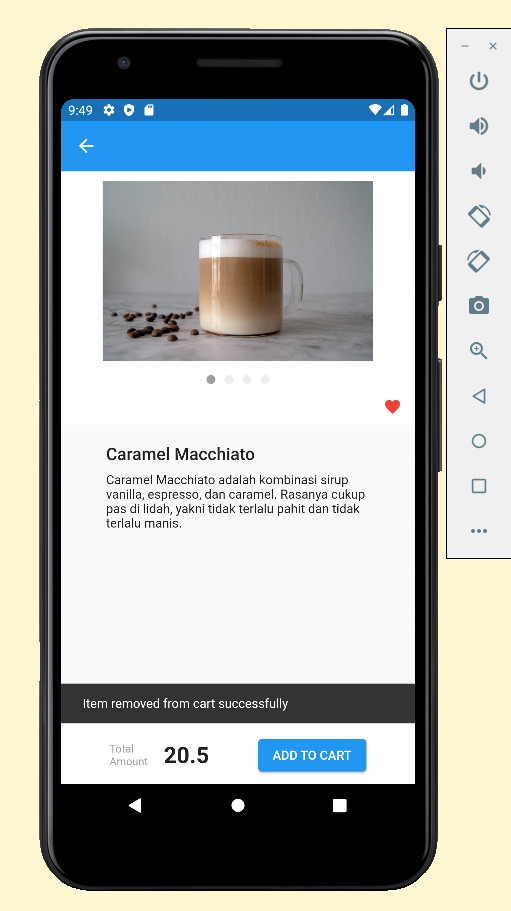 9:49
Caramel Macchiato
Caramel Macchiato adalah kombinasi sirup
vanilla, espresso, dan caramel. Rasanya cukup
pas di lidah, yakni tidak terlalu pahit dan tidak
terlalu manis.
Item removed from cart successfully
Total
Amount
20.5
ADD TO CART